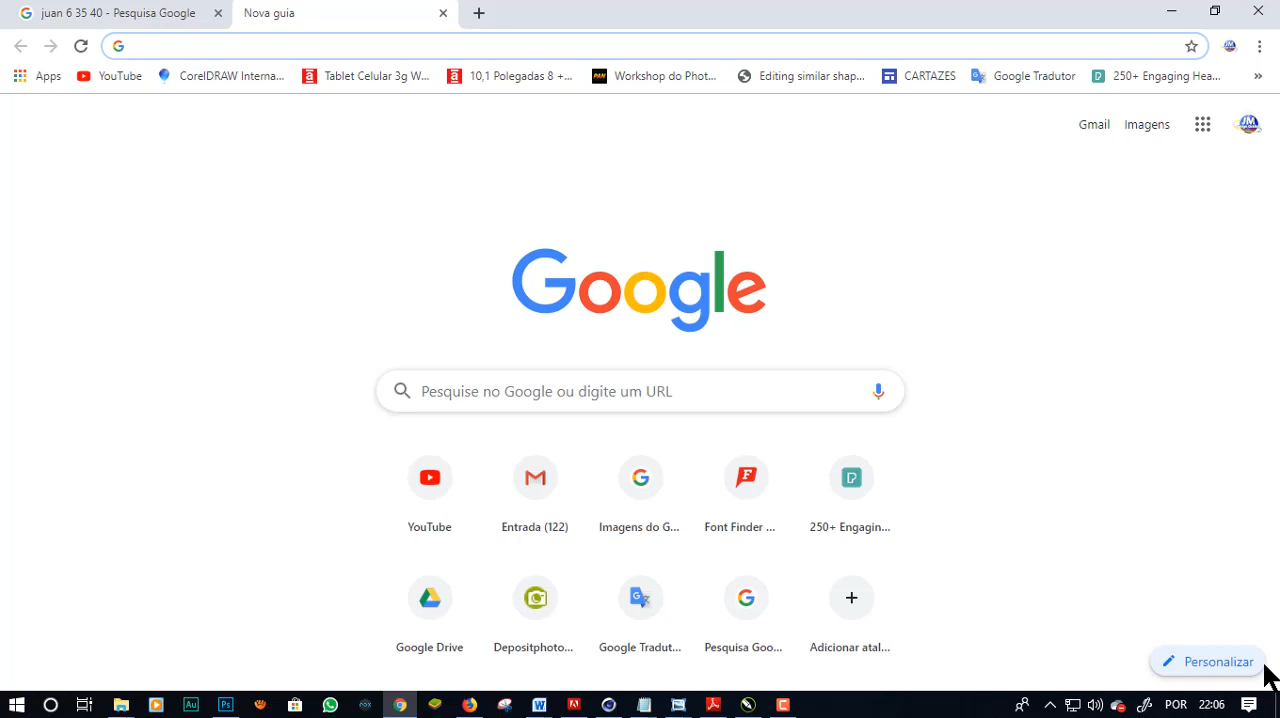 juan 6 35 40 - Pesquisa Google
Nova guia
Apps
YouTube
CorelDRAW Interna...
Tablet Celular 3g W...
10,1 Polegadas 8 +...
Workshop do Phot...
Editing similar shap...
CARTAZES
Google Tradutor
250+ Engaging Hea...
Gmail
Imagens
JM
Google
Pesquise no Google ou digite um URL
YouTube
Entrada (122)
Imagens do G...
Font Finder ...
250+ Engagin...
Google Drive
Depositphoto...
Google Tradut...
Pesquisa Goo...
Adicionar atal...
Personalizar
Au
Ps
POR
22:06